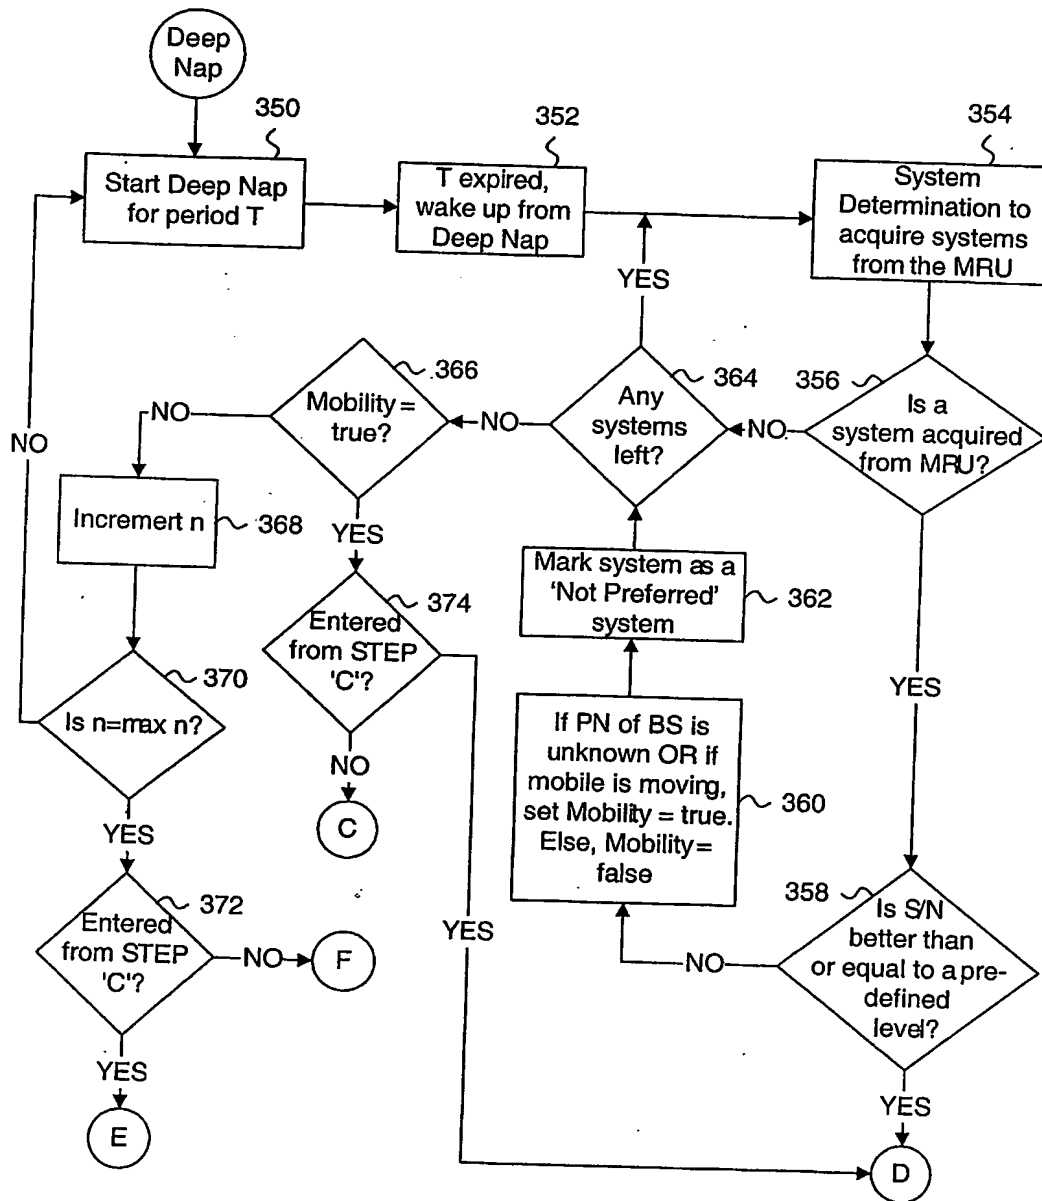 Deep
Nap
350
Start Deep Nap
for period T
352
T expired,
wake up from
Deep Nap
354
System
Determination to
acquire systems
from the MRU
YES
366
Mobility =
true?
NO
NO
364
Any
systems
left?
NO
356
Is a
system acquired
from MRU?
NO
Incremert n
368
YES
YES
374
Entered
from STEP
'C'?
Mark system as a
‘Not Preferred’
system
362
370
Is n=max n?
NO
C
If PN of BS is
unknown OR if
mobile is moving,
set Mobility = true.
Else, Mobility =
false
360
YES
372
Entered
from STEP
'C'?
NO
F
YES
358
Is S/N
better than
or equal to a pre-
defined
level?
NO
YES
E
YES
D